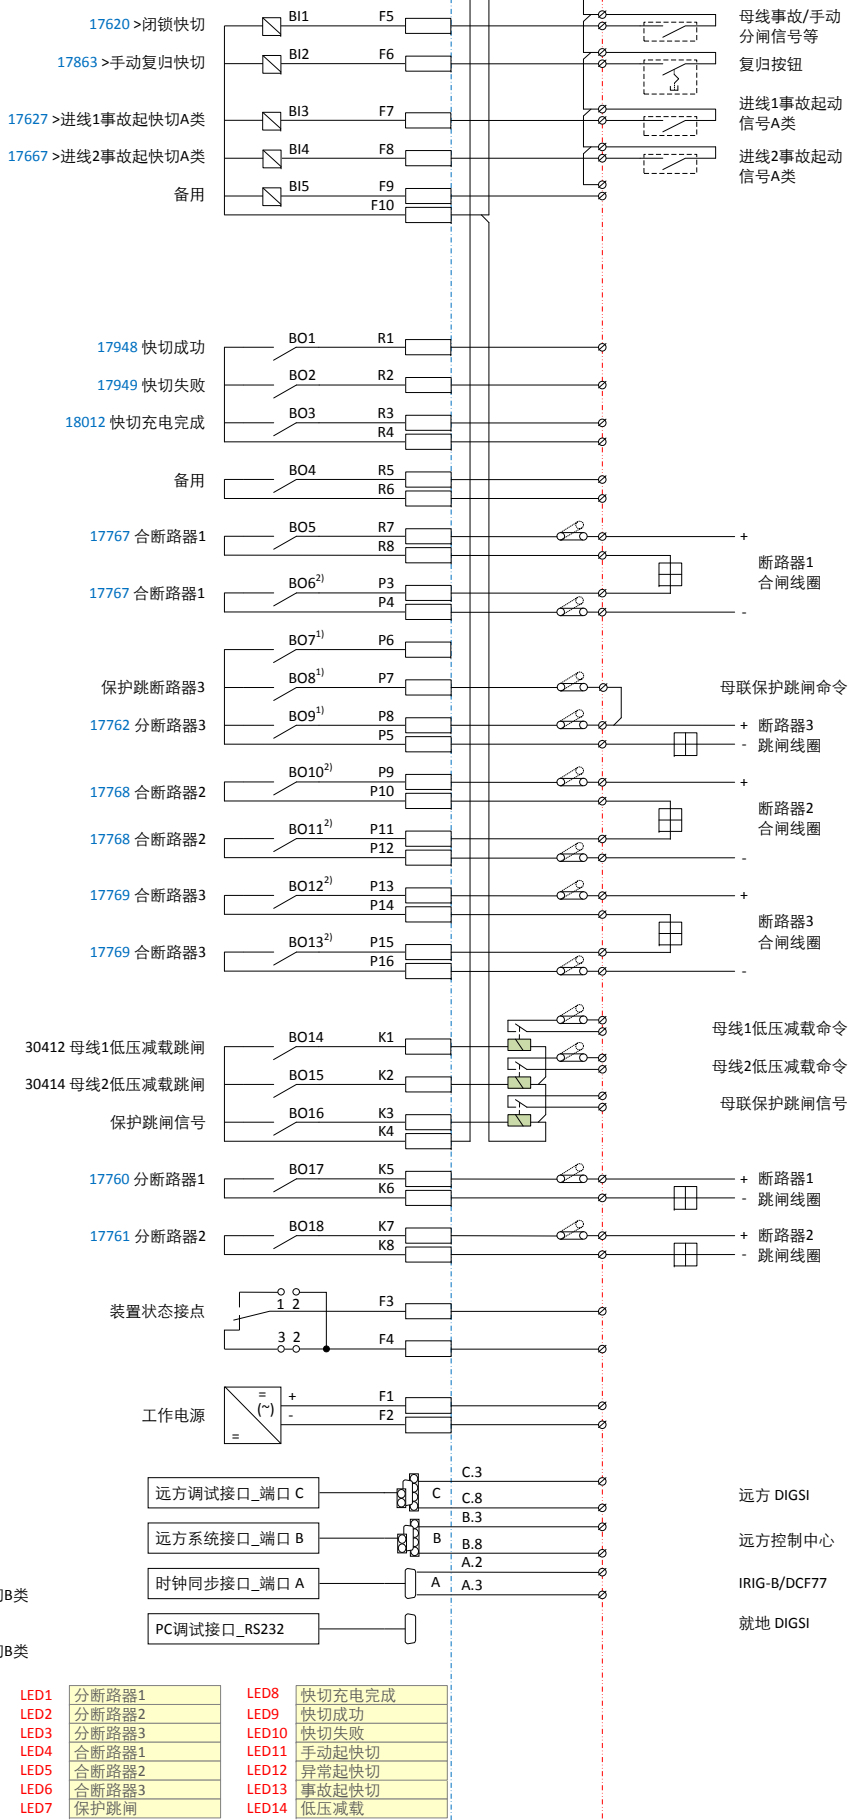 17620 >闭锁快切 BI1 F5 母线事故/手动
分闸信号等
17863 >手动复归快切 BI2 F6 复归按钮
17627 >进线1事故起快切A类 BI3 F7 进线1事故起动
信号A类
17667 >进线2事故起快切A类 BI4 F8 进线2事故起动
信号A类
备用 BI5 F9
F10
17948 快切成功 BO1 R1
17949 快切失败 BO2 R2
18012 快切充电完成 BO3 R3
R4
备用 BO4 R5
R6
17767 合断路器1 BO5 R7 +
R8 断路器1
合闸线圈
17767 合断路器1 BO62) P3
P4 -
BO71) P6
保护跳断路器3 BO81) P7 母联保护跳闸命令
17762 分断路器3 BO91) P8 + 断路器3
P5 - 跳闸线圈
17768 合断路器2 BO102) P9 +
P10 断路器2
合闸线圈
17768 合断路器2 BO112) P11
P12 -
17769 合断路器3 BO122) P13 +
P14 断路器3
合闸线圈
17769 合断路器3 BO132) P15
P16 -
母线1低压减载命令
30412 母线1低压减载跳闸 BO14 K1
母线2低压减载命令
30414 母线2低压减载跳闸 BO15 K2
母联保护跳闸信号
保护跳闸信号 BO16 K3
K4
17760 分断路器1 BO17 K5 + 断路器1
K6 - 跳闸线圈
17761 分断路器2 BO18 K7 + 断路器2
K8 - 跳闸线圈
装置状态接点 1 2 F3
3 2 F4
工作电源 = (~) = + F1
- F2
远方调试接口_端口 C C C.3
C.8 远方 DIGSI
远方系统接口_端口 B B B.3
B.8 远方控制中心
时钟同步接口_端口 A A A.2
A.3 IRIG-B/DCF77
B类
PC调试接口_RS232 就地 DIGSI
B类
LED1 分断路器1 LED8 快切充电完成
LED2 分断路器2 LED9 快切成功
LED3 分断路器3 LED10 快切失败
LED4 合断路器1 LED11 手动起快切
LED5 合断路器2 LED12 异常起快切
LED6 合断路器3 LED13 事故起快切
LED7 保护跳闸 LED14 低压减载